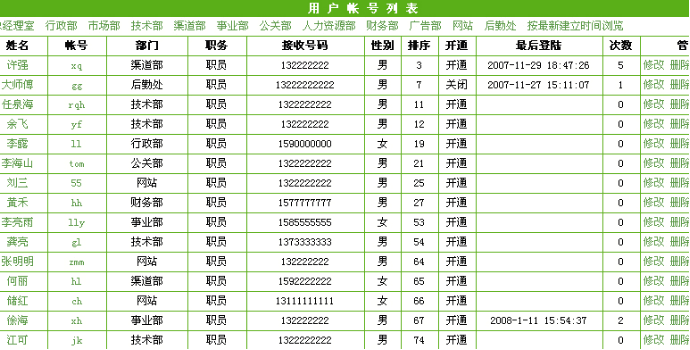 用 户 帐 号 列 表
经理室 行政部 市场部 技术部 渠道部 事业部 公关部 人力资源部 财务部 广告部 网站 后勤处 按最新建立时间浏览
姓名 帐号 部门 职务 接收号码 性别 排序 开通 最后登陆 次数 管
许强 xq 渠道部 职员 132222222 男 3 开通 2007-11-29 18:47:26 5 修改 删除
大师傅 gg 后勤处 职员 13222222222 男 7 关闭 2007-11-27 15:11:07 1 修改 删除
任泉海 rqh 技术部 职员 1322222222 男 11 开通 0 修改 删除
余飞 yf 技术部 职员 132222222 男 12 开通 0 修改 删除
李露 ll 行政部 职员 1590000000 女 19 开通 0 修改 删除
李海山 tom 公关部 职员 132222222 男 21 开通 0 修改 删除
刘三 55 网站 职员 1322222222 男 25 开通 0 修改 删除
黄禾 hh 财务部 职员 1577777777 男 27 开通 0 修改 删除
李亮雨 lly 事业部 职员 1585555555 女 53 开通 0 修改 删除
龚亮 gl 技术部 职员 1373333333 男 54 开通 0 修改 删除
张明明 zmm 网站 职员 132222222 男 64 开通 0 修改 删除
何丽 hl 渠道部 职员 1592222222 女 65 开通 0 修改 删除
储红 ch 网站 职员 13111111111 女 66 开通 0 修改 删除
徐海 xh 事业部 职员 132222222 男 67 开通 2008-1-11 15:54:37 2 修改 删除
江可 jk 技术部 职员 1322222222 男 74 开通 0 修改 删除